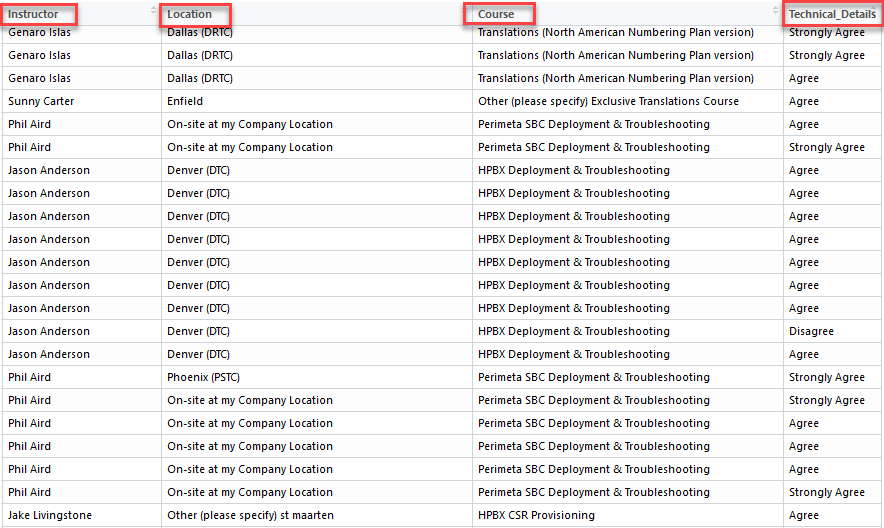 Instructor Location Course Technical_Details
Genaro Islas Dallas (DRTC) Translations (North American Numbering Plan version) Strongly Agree
Genaro Islas Dallas (DRTC) Translations (North American Numbering Plan version) Strongly Agree
Genaro Islas Dallas (DRTC) Translations (North American Numbering Plan version) Agree
Sunny Carter Enfield Other (please specify) Exclusive Translations Course Agree
Phil Aird On-site at my Company Location Perimeta SBC Deployment & Troubleshooting Agree
Phil Aird On-site at my Company Location Perimeta SBC Deployment & Troubleshooting Strongly Agree
Jason Anderson Denver (DTC) HPBX Deployment & Troubleshooting Agree
Jason Anderson Denver (DTC) HPBX Deployment & Troubleshooting Agree
Jason Anderson Denver (DTC) HPBX Deployment & Troubleshooting Agree
Jason Anderson Denver (DTC) HPBX Deployment & Troubleshooting Agree
Jason Anderson Denver (DTC) HPBX Deployment & Troubleshooting Agree
Jason Anderson Denver (DTC) HPBX Deployment & Troubleshooting Agree
Jason Anderson Denver (DTC) HPBX Deployment & Troubleshooting Agree
Jason Anderson Denver (DTC) HPBX Deployment & Troubleshooting Disagree
Jason Anderson Denver (DTC) HPBX Deployment & Troubleshooting Agree
Phil Aird Phoenix (PSTC) Perimeta SBC Deployment & Troubleshooting Strongly Agree
Phil Aird On-site at my Company Location Perimeta SBC Deployment & Troubleshooting Strongly Agree
Phil Aird On-site at my Company Location Perimeta SBC Deployment & Troubleshooting Agree
Phil Aird On-site at my Company Location Perimeta SBC Deployment & Troubleshooting Agree
Phil Aird On-site at my Company Location Perimeta SBC Deployment & Troubleshooting Agree
Phil Aird On-site at my Company Location Perimeta SBC Deployment & Troubleshooting Strongly Agree
Jake Livingstone Other (please specify) st maarten HPBX CSR Provisioning Agree